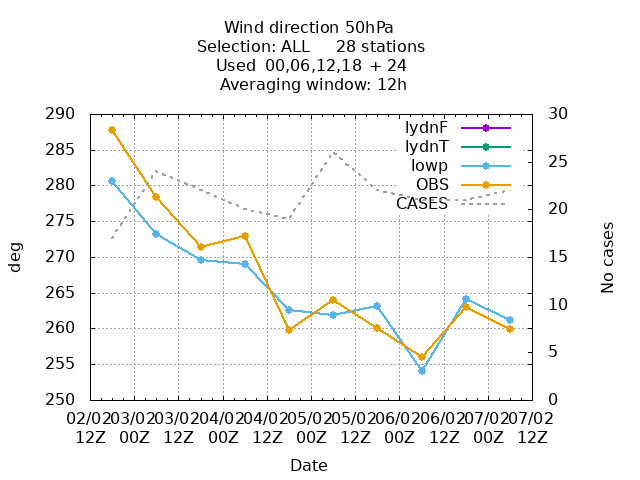 Wind direction 50hPa
Selection: ALL 28 stations
Used 00,06,12,18 + 24
Averaging window: 12h
290 30
lydnF
285 lydnT 25
lowp
280 OBS 20
CASES
275
deg
270 15
No cases
265 10
260
255 5
250 0
02/02 03/02 03/02 04/02 04/02 05/02 05/02 06/02 06/02 07/02 07/02
12Z 00Z 12Z 00Z 12Z 00Z 12Z 00Z 12Z 00Z 12Z
Date